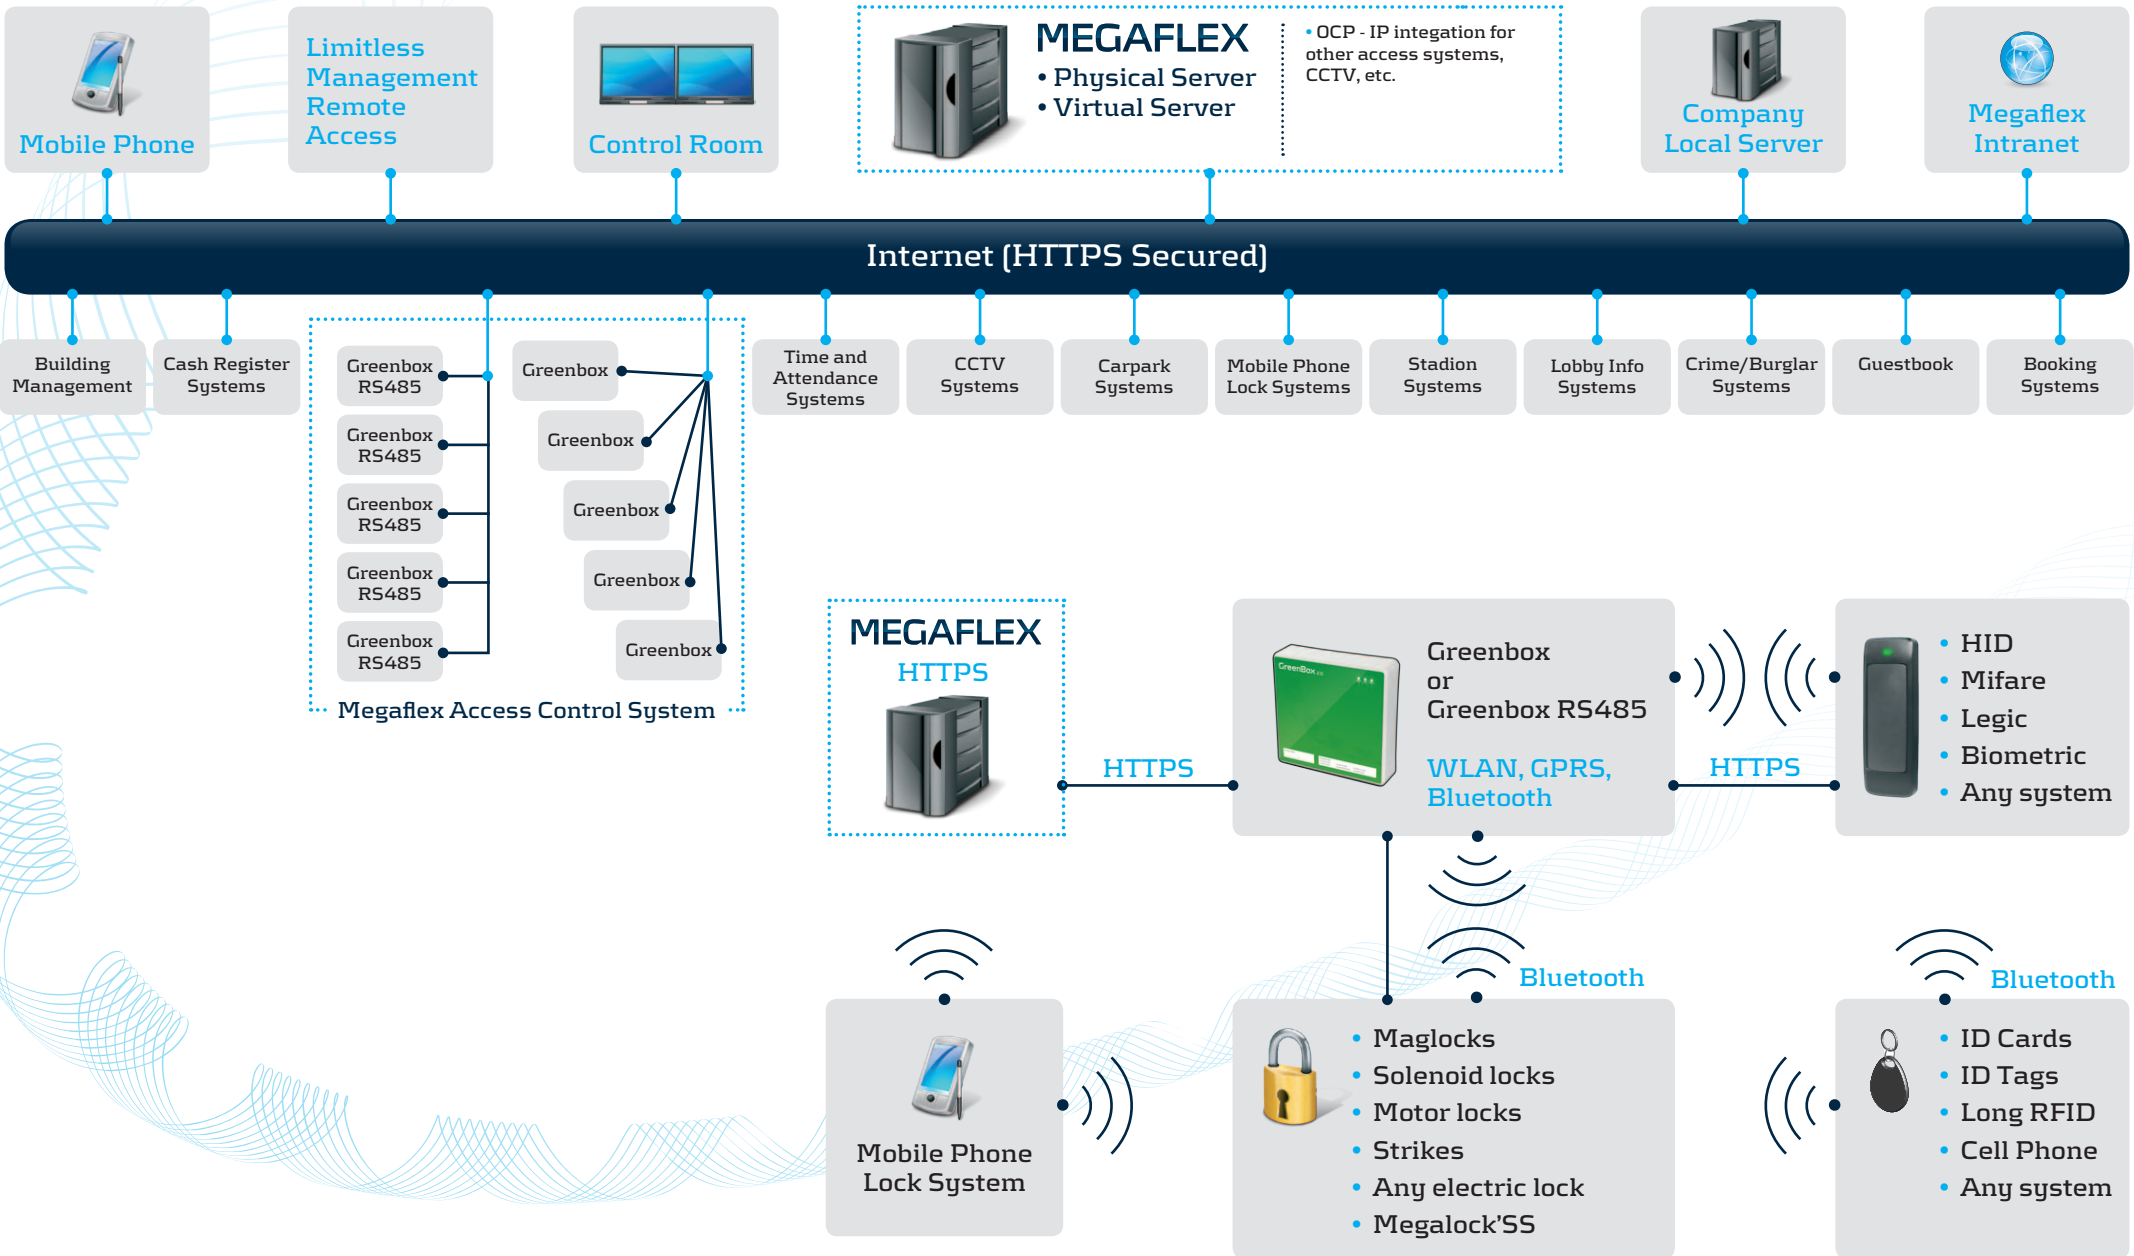 Mobile Phone
Limitless
Management
Remote
Access
Control Room
MEGAFLEX
• Physical Server
• Virtual Server
• OCP - IP integation for
other access systems,
CCTV, etc.
Company
Local Server
Megaflex
Intranet
Internet (HTTPS Secured)
Building
Management
Cash Register
Systems
Greenbox
RS485
Greenbox
RS485
Greenbox
RS485
Greenbox
RS485
Greenbox
RS485
Greenbox
Greenbox
Greenbox
Greenbox
Greenbox
Megaflex Access Control System
Time and
Attendance
Systems
CCTV
Systems
Carpark
Systems
Mobile Phone
Lock Systems
Stadion
Systems
Lobby Info
Systems
Crime/Burglar
Systems
Guestbook
Booking
Systems
MEGAFLEX
HTTPS
HTTPS
GreenBox
Greenbox
or
Greenbox RS485
WLAN, GPRS,
Bluetooth
HTTPS
• HID
• Mifare
• Legic
• Biometric
• Any system
Mobile Phone
Lock System
Bluetooth
• Maglocks
• Solenoid locks
• Motor locks
• Strikes
• Any electric lock
• Megalock'SS
Bluetooth
• ID Cards
• ID Tags
• Long RFID
• Cell Phone
• Any system